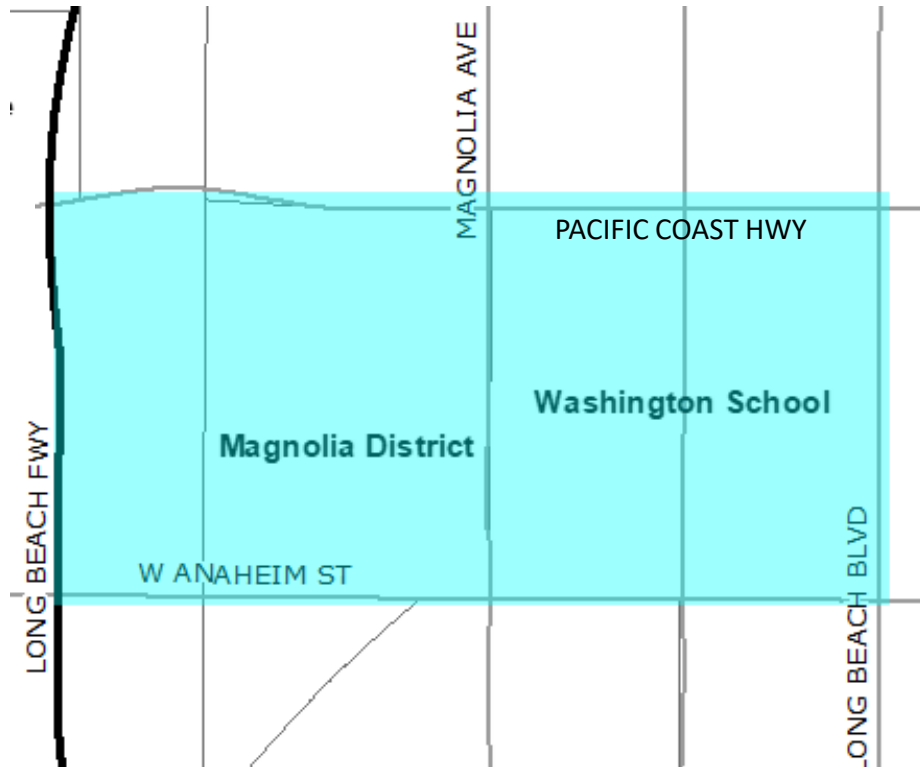 MAGNOLIA AVE
PACIFIC COAST HWY
Washington School
Magnolia District
LONG BEACH FWY
W ANAHEIM ST
LONG BEACH BLVD